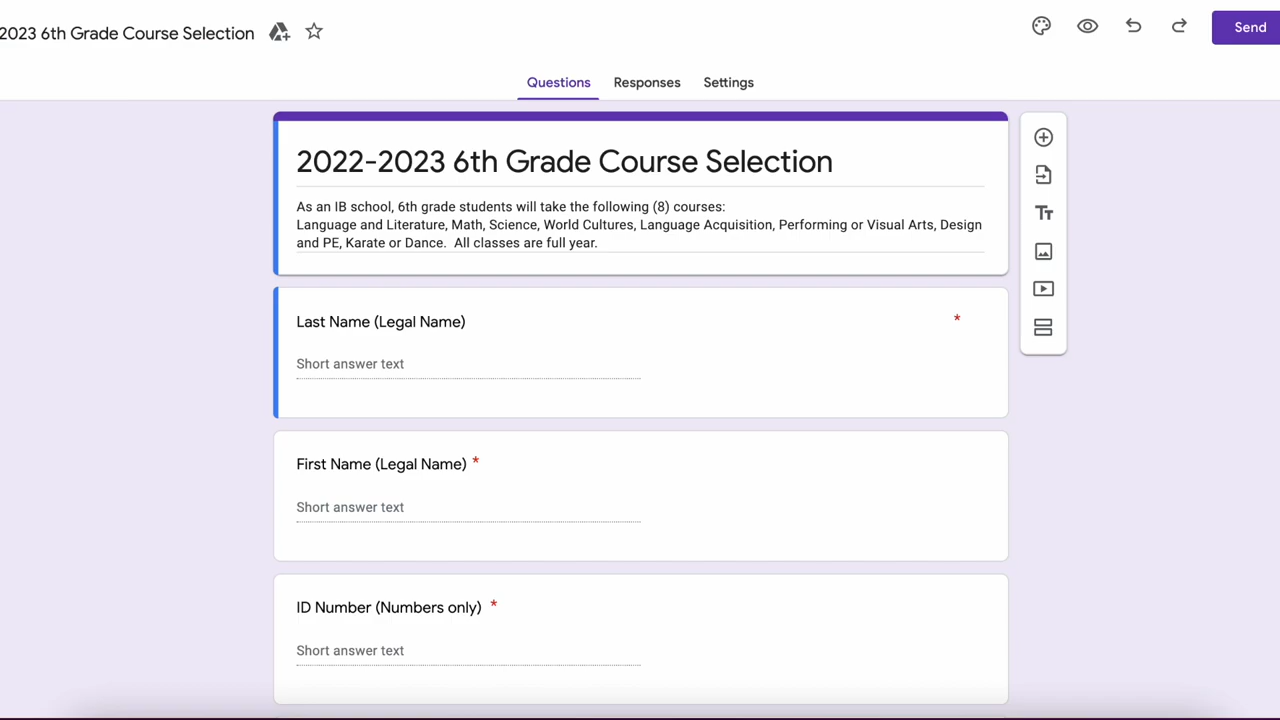 2023 6th Grade Course Selection
Send
Questions Responses Settings
2022-2023 6th Grade Course Selection
As an IB school, 6th grade students will take the following (8) courses:
Language and Literature, Math, Science, World Cultures, Language Acquisition, Performing or Visual Arts, Design
and PE, Karate or Dance. All classes are full year.
Last Name (Legal Name) *
Short answer text
First Name (Legal Name) *
Short answer text
ID Number (Numbers only) *
Short answer text